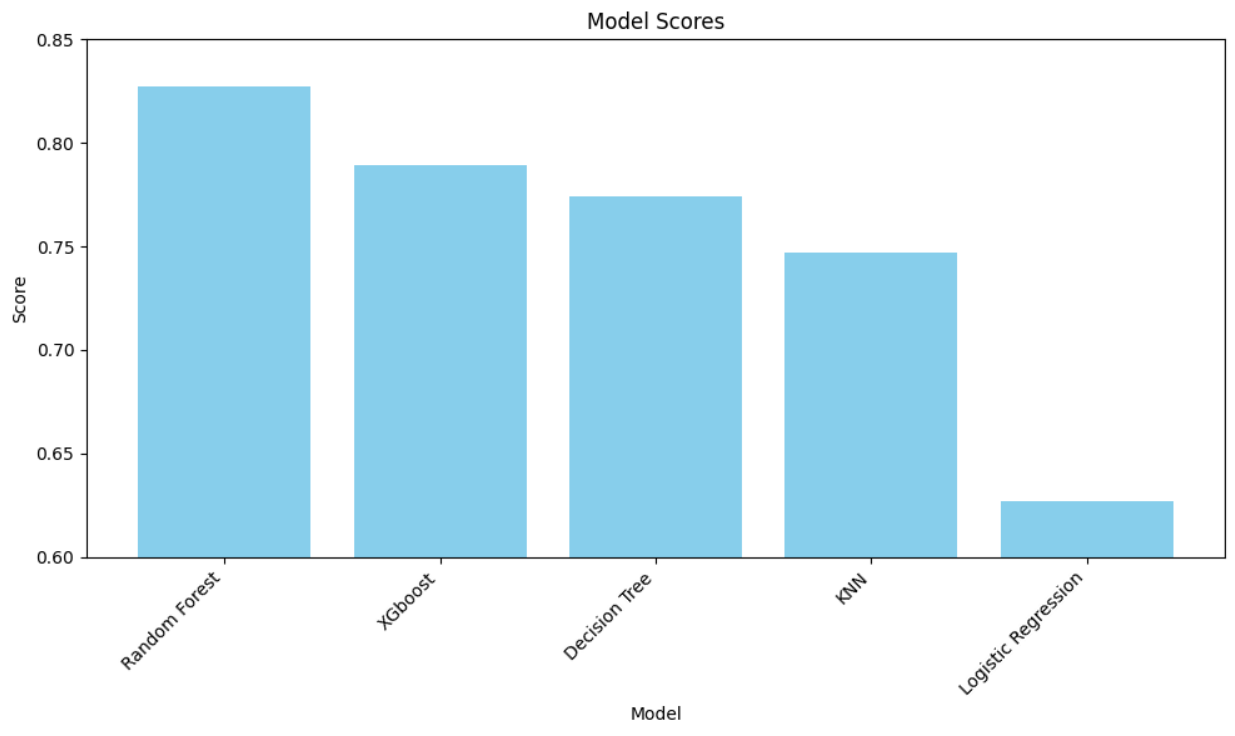 Model Scores
0.85
0.80
0.75
0.70
0.65
0.60
Score
Random Forest
XGboost
Decision Tree
KNN
Logistic Regression
Model